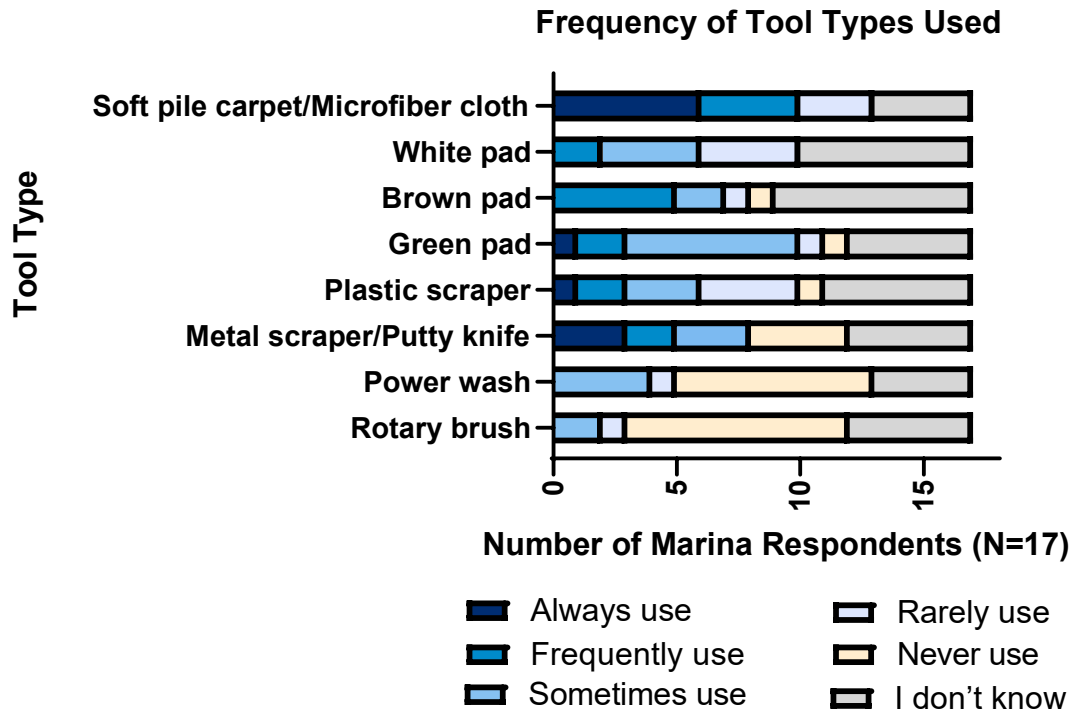 Frequency of Tool Types Used
Tool Type
Soft pile carpet/Microfiber cloth
White pad
Brown pad
Green pad
Plastic scraper
Metal scraper/Putty knife
Power wash
Rotary brush
0 5 10 15
Number of Marina Respondents (N=17)
Always use
Frequently use
Sometimes use
Rarely use
Never use
I don't know